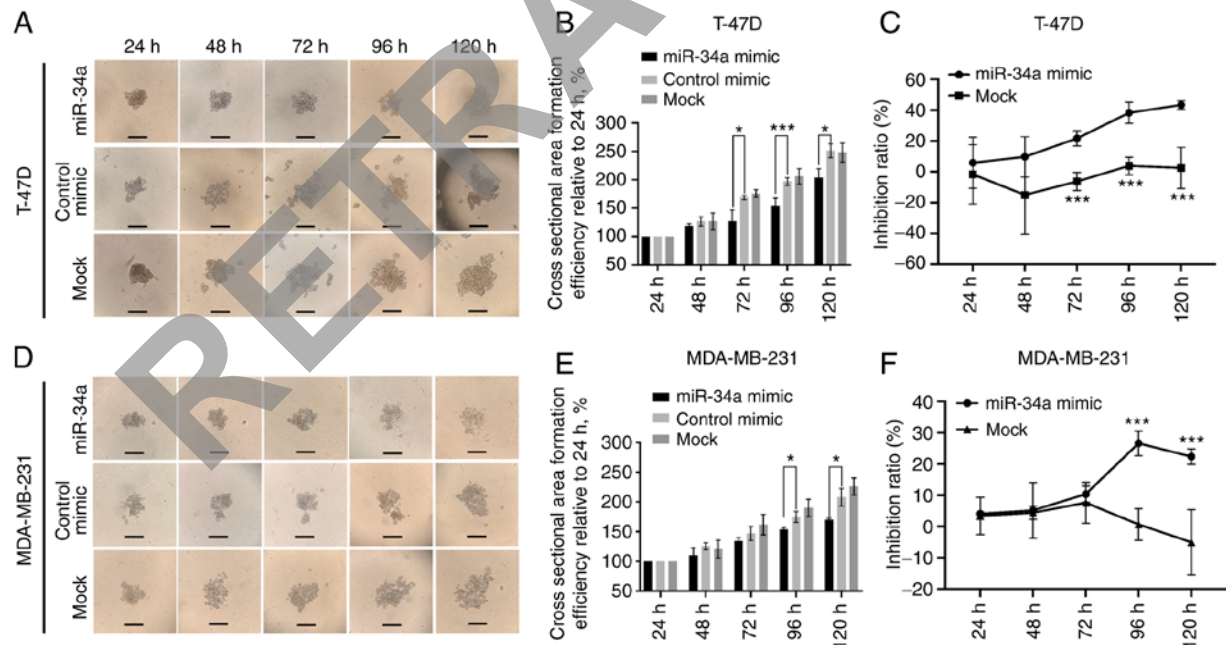 A
24 h 48 h 72 h 96 h 120 h
T-47D
miR-34a
Control
mimic
Mock
B
T-47D
miR-34a mimic
Control mimic
Mock
Cross sectional area formation
efficiency relative to 24 h, %
300
250
200
150
100
50
* *** *
24 h 48 h 72 h 96 h 120 h
C
T-47D
miR-34a mimic
Mock
Inhibition ratio (%)
60
40
20
0
–20
–40
–60
*** *** ***
24 h 48 h 72 h 96 h 120 h
D
MDA-MB-231
miR-34a
Control
mimic
Mock
E
MDA-MB-231
miR-34a mimic
Control mimic
Mock
Cross sectional area formation
efficiency relative to 24 h, %
300
250
200
150
100
50
* *
24 h 48 h 72 h 96 h 120 h
F
MDA-MB-231
miR-34a mimic
Mock
Inhibition ratio (%)
40
30
20
10
0
–10
–20
*** ***
24 h 48 h 72 h 96 h 120 h
RETRA